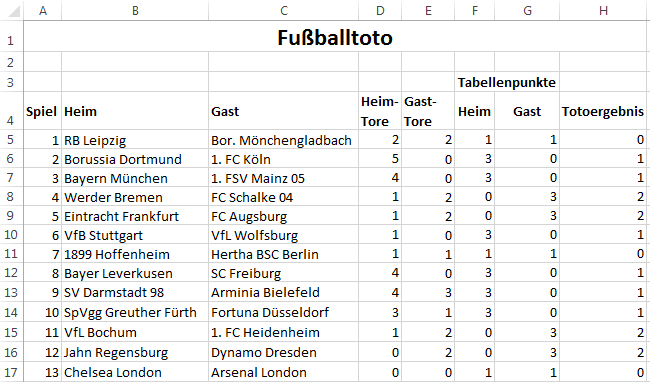 A B C D E F G H
1 Fußballtoto
2
3 Tabellenpunkte
4 Spiel Heim Gast Heim-Tore Gast-Tore Heim Gast Totoergebnis
5 1 RB Leipzig Bor. Mönchengladbach 2 2 1 1 0
6 2 Borussia Dortmund 1. FC Köln 5 0 3 0 1
7 3 Bayern München 1. FSV Mainz 05 4 0 3 0 1
8 4 Werder Bremen FC Schalke 04 1 2 0 3 2
9 5 Eintracht Frankfurt FC Augsburg 1 2 0 3 2
10 6 VfB Stuttgart VfL Wolfsburg 1 0 3 0 1
11 7 1899 Hoffenheim Hertha BSC Berlin 1 1 1 1 0
12 8 Bayer Leverkusen SC Freiburg 4 0 3 0 1
13 9 SV Darmstadt 98 Arminia Bielefeld 4 3 3 0 1
14 10 SpVgg Greuther Fürth Fortuna Düsseldorf 3 1 3 0 1
15 11 VfL Bochum 1. FC Heidenheim 1 2 0 3 2
16 12 Jahn Regensburg Dynamo Dresden 0 2 0 3 2
17 13 Chelsea London Arsenal London 0 0 1 1 0